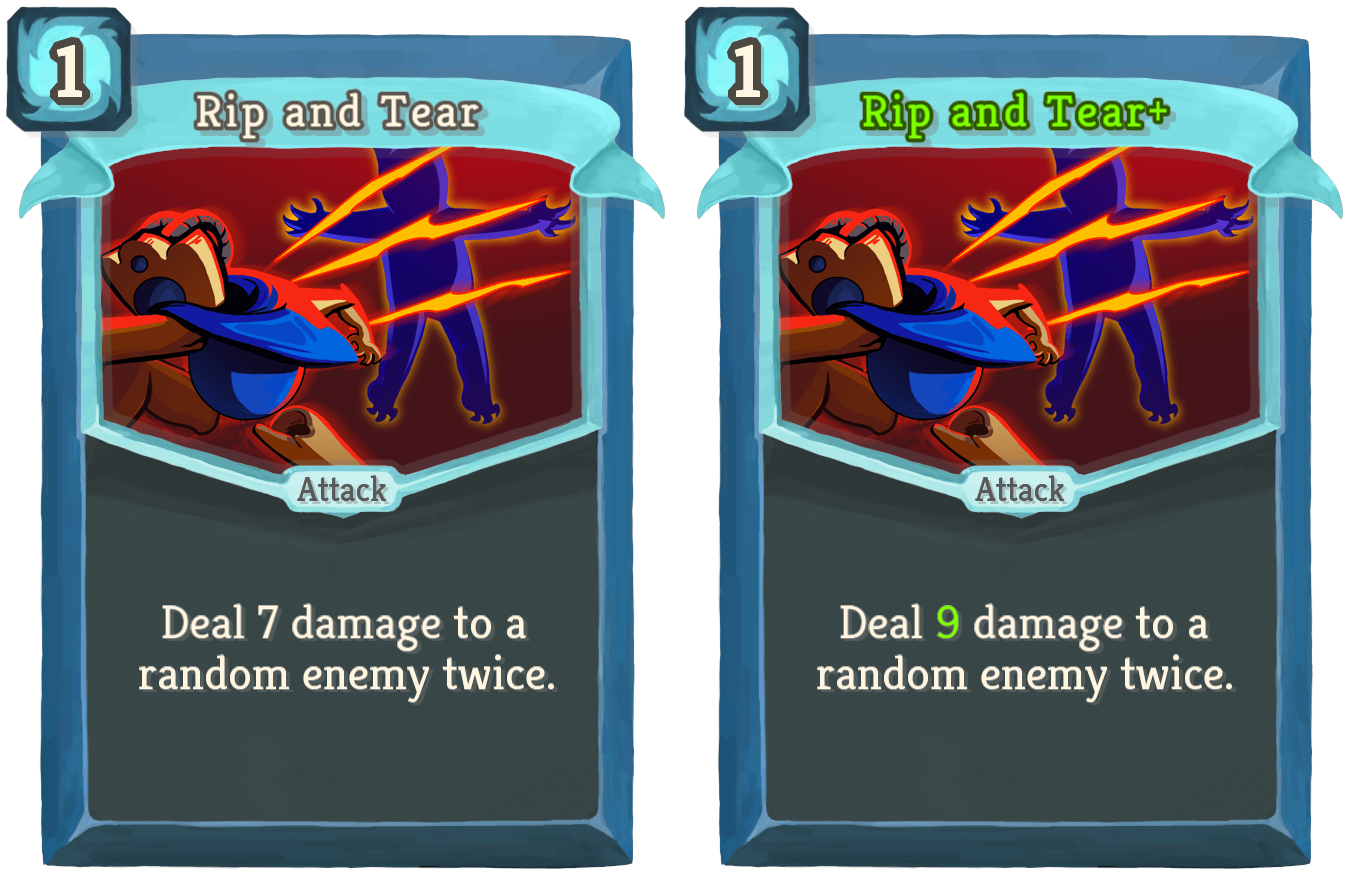 1
Rip and Tear
Attack
Deal 7 damage to a
random enemy twice.
1
Rip and Tear+
Attack
Deal 9 damage to a
random enemy twice.